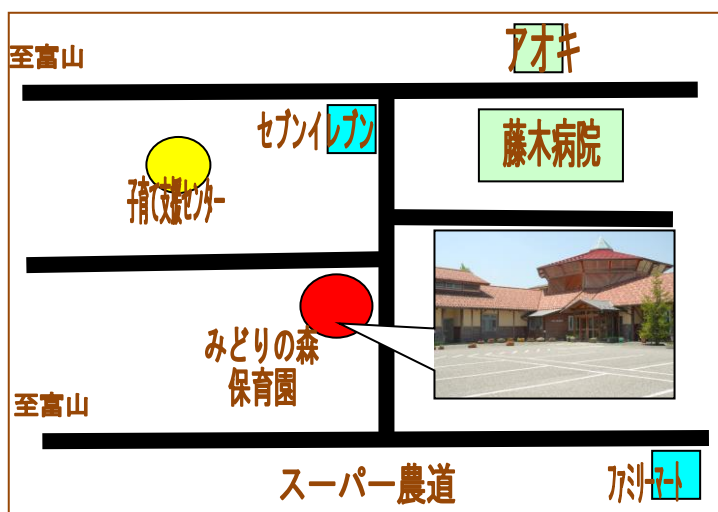 アオキ
至富山
セブンイレブン
藤木病院
子育て支援センター
みどりの森
保育園
至富山
スーパー農道
ファミリーマート